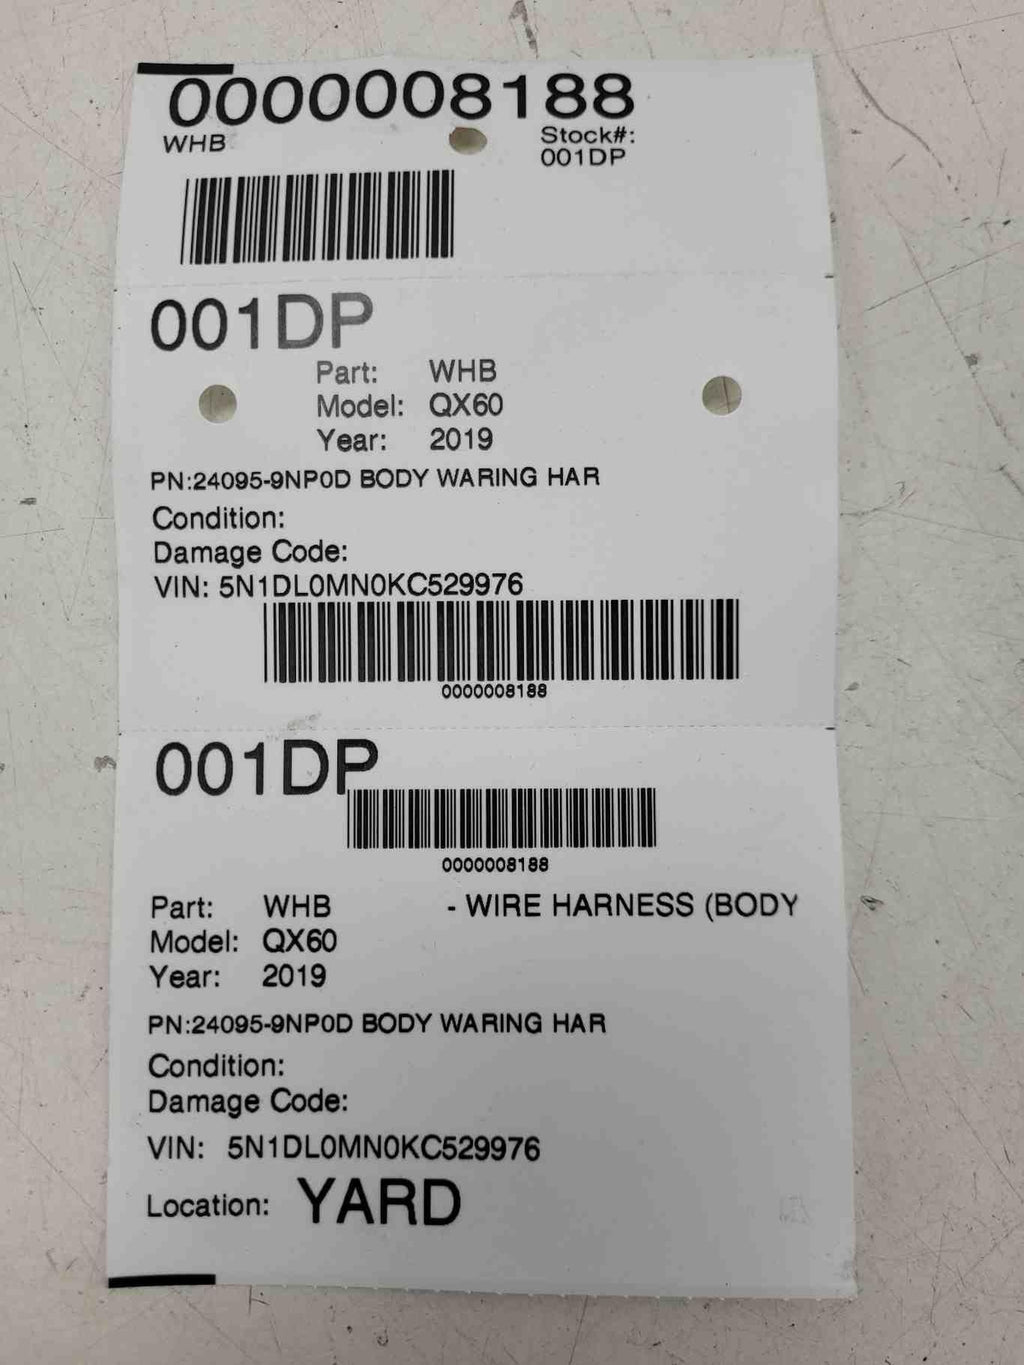 0000008188
WHB
Stock#:
001DP
001DP
Part: WHB
Model: QX60
Year: 2019
PN:24095-9NP0D BODY WARING HAR
Condition:
Damage Code:
VIN: 5N1DL0MN0KC529976
0000008188
001DP
0000008188
Part: WHB - WIRE HARNESS (BODY
Model: QX60
Year: 2019
PN:24095-9NP0D BODY WARING HAR
Condition:
Damage Code:
VIN: 5N1DL0MN0KC529976
Location: YARD